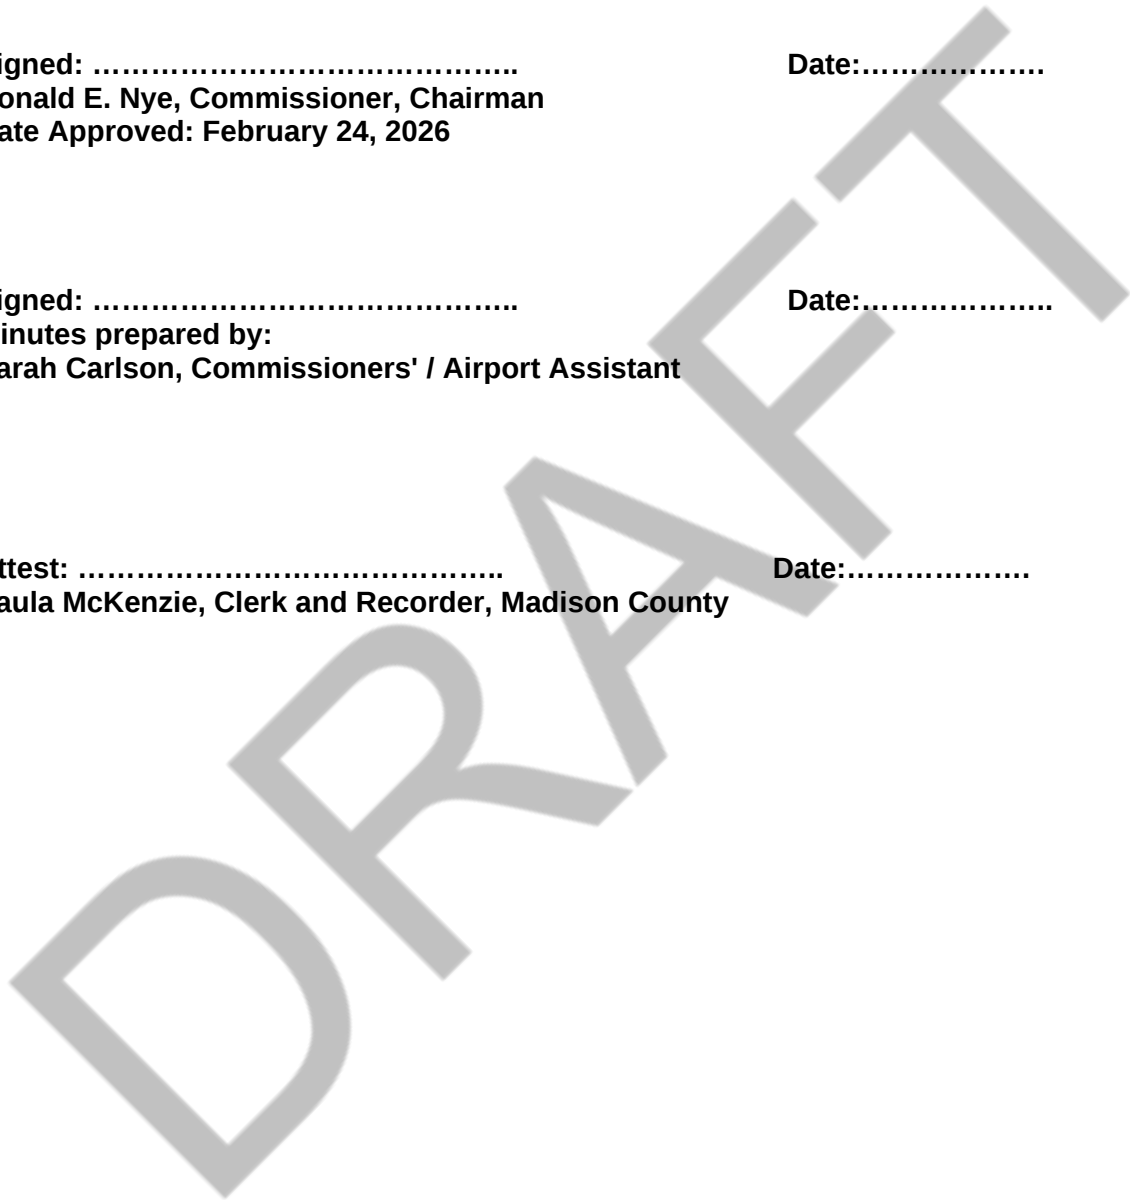 igned: …………………………………….. Date:……………….
onald E. Nye, Commissioner, Chairman
ate Approved: February 24, 2026
igned: …………………………………….. Date:………………..
inutes prepared by:
arah Carlson, Commissioners' / Airport Assistant
ttest: …………………………………….. Date:……………….
aula McKenzie, Clerk and Recorder, Madison County
DRAFT